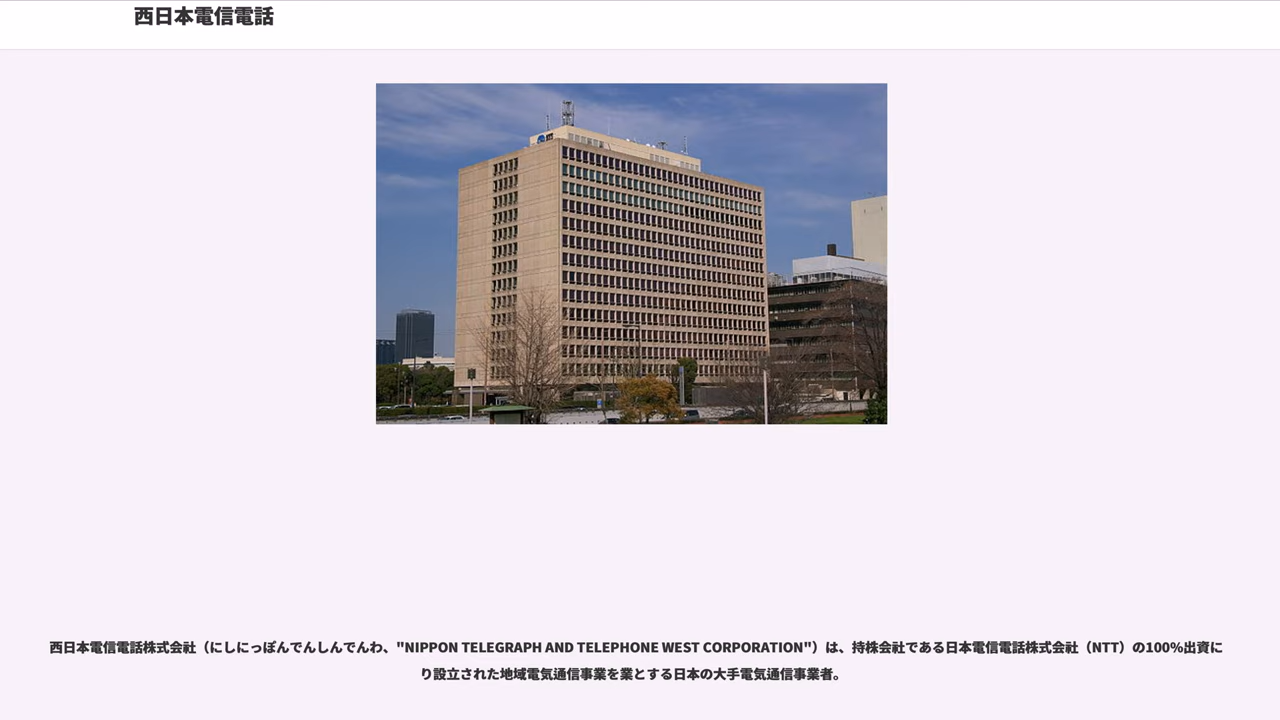 西日本電信電話
西日本電信電話株式会社（にしにっぽんでんしんでんわ、"NIPPON TELEGRAPH AND TELEPHONE WEST CORPORATION"）は、持株会社である日本電信電話株式会社（NTT）の100%出資に
り設立された地域電気通信事業を業とする日本の大手電気通信事業者。